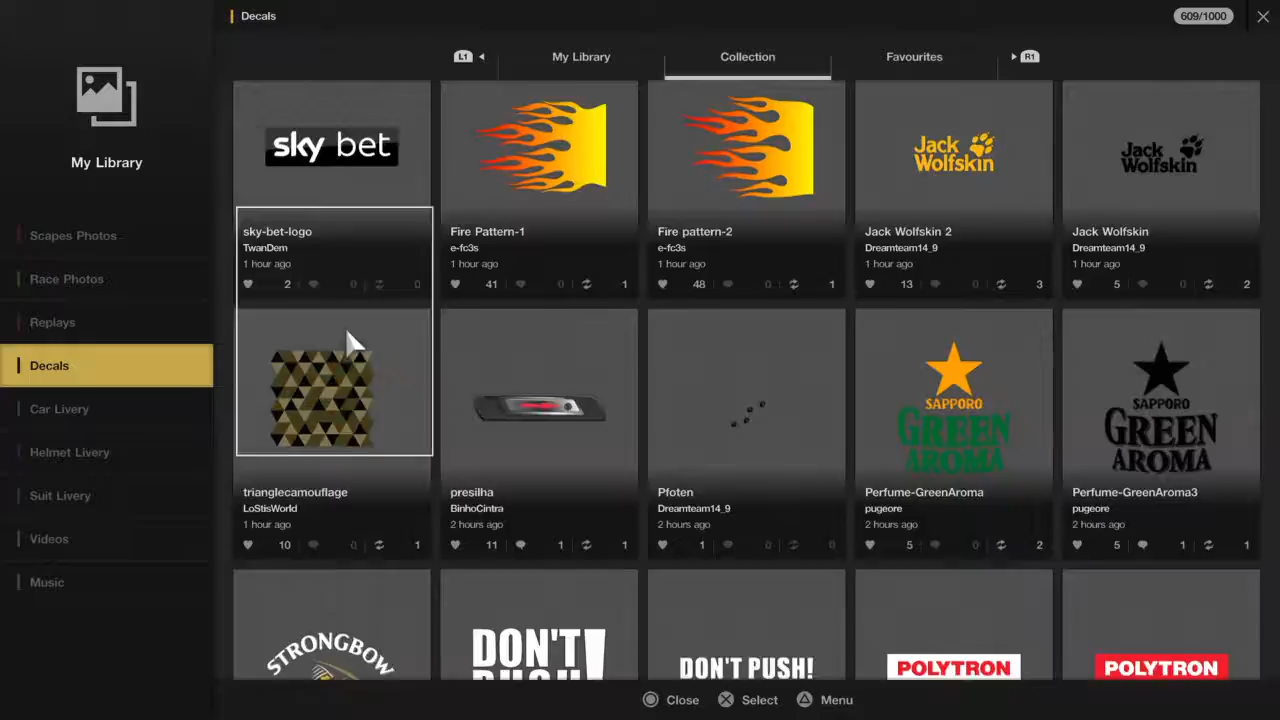 Decals
609/1000
L1
My Library
Collection
Favourites
R1
My Library
Scapes Photos
Race Photos
Replays
Decals
Car Livery
Helmet Livery
Suit Livery
Videos
Music
sky bet
sky-bet-logo
TwanDem
1 hour ago
2 0 0
Fire Pattern-1
e-fc3s
1 hour ago
41 0 1
Fire pattern-2
e-fc3s
1 hour ago
48 0 1
Jack
Wolfskin
Jack Wolfskin 2
Dreamteam14_9
1 hour ago
13 0 3
Jack
Wolfskin
Jack Wolfskin
Dreamteam14_9
1 hour ago
5 0 2
trianglecamouflage
LoStisWorld
1 hour ago
10 0 1
presilha
BinhoCintra
2 hours ago
11 1 1
Pfoten
Dreamteam14_9
2 hours ago
1 0 0
SAPPORO
GREEN
AROMA
Perfume-GreenAroma
pugeore
2 hours ago
5 0 2
SAPPORO
GREEN
AROMA
Perfume-GreenAroma3
pugeore
2 hours ago
5 1 1
STRONGBOW
DON'T
PUSH!
DON'T PUSH!
POLYTRON
POLYTRON
Close
Select
Menu